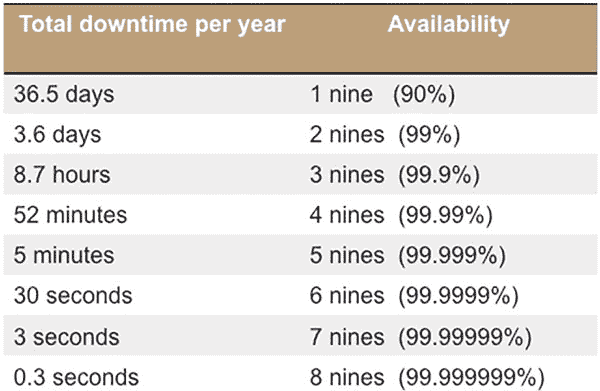 Total downtime per year Availability
36.5 days 1 nine (90%)
3.6 days 2 nines (99%)
8.7 hours 3 nines (99.9%)
52 minutes 4 nines (99.99%)
5 minutes 5 nines (99.999%)
30 seconds 6 nines (99.9999%)
3 seconds 7 nines (99.99999%)
0.3 seconds 8 nines (99.999999%)